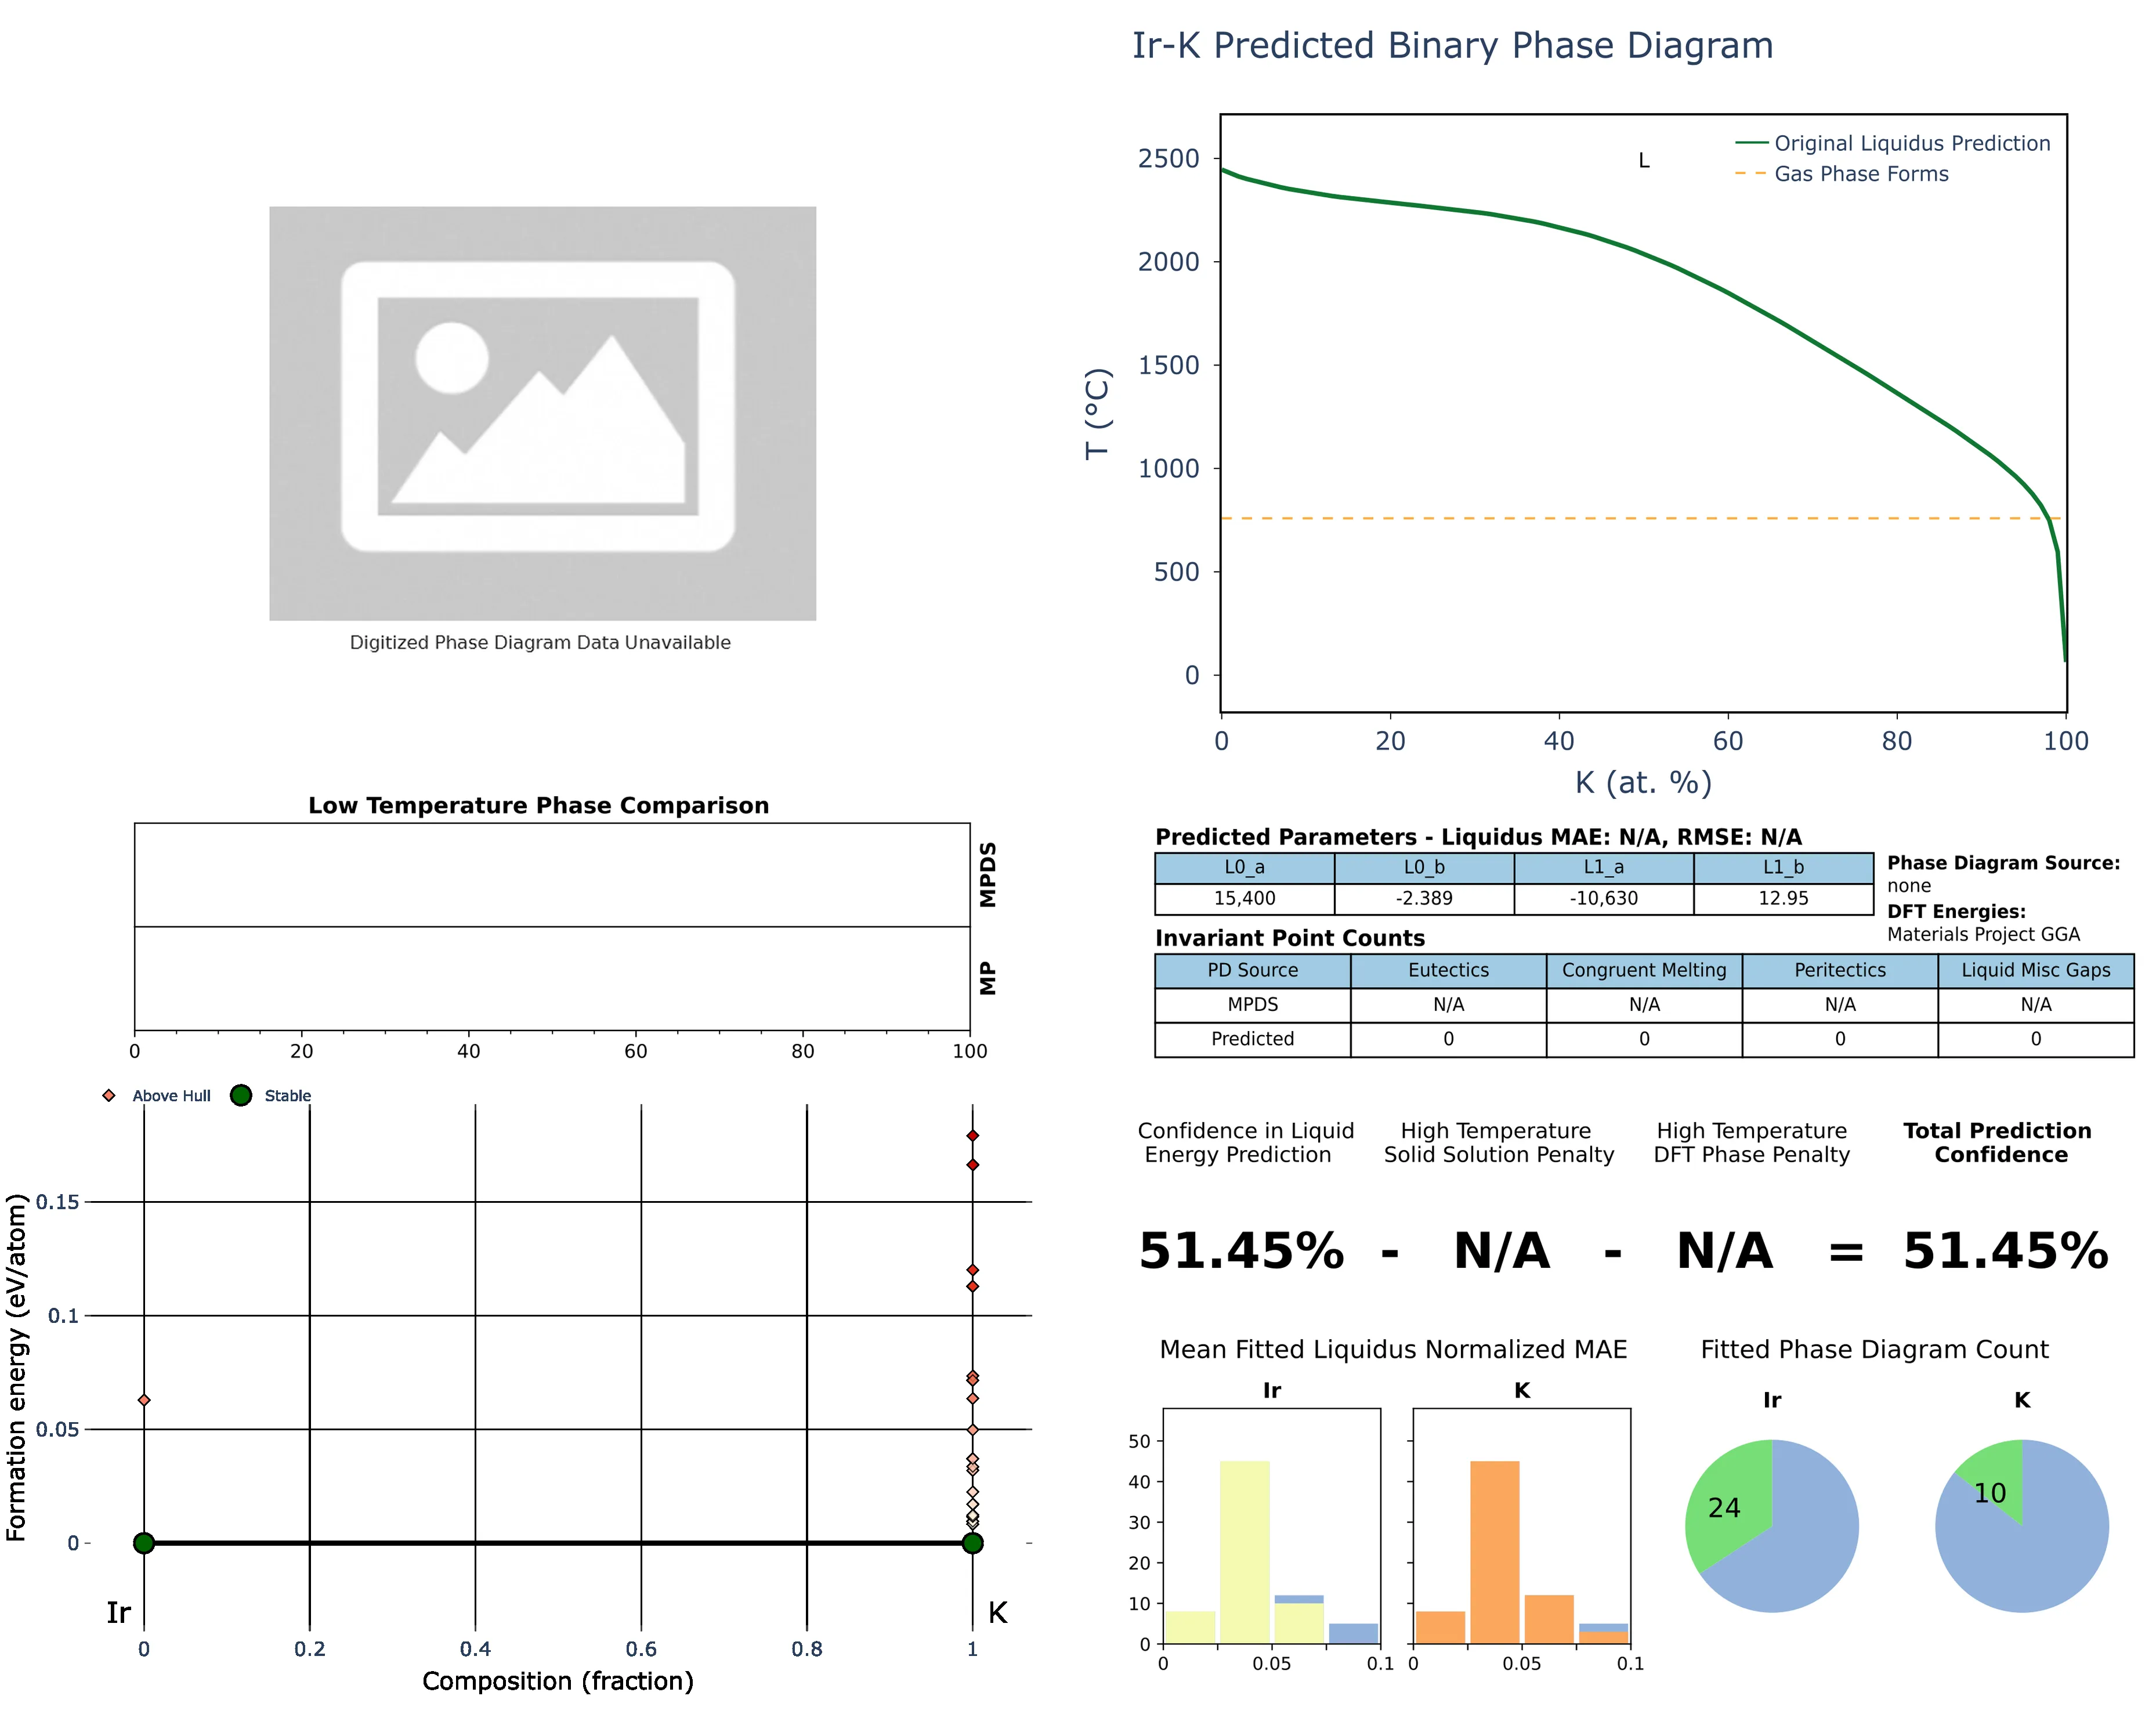 Ir-K Predicted Binary Phase Diagram
Original Liquidus Prediction
Gas Phase Forms
L
2500
2000
1500
1000
500
0
T (°C)
0 20 40 60 80 100
K (at. %)
Digitized Phase Diagram Data Unavailable
Low Temperature Phase Comparison
MPDS
MP
0 20 40 60 80 100
Predicted Parameters - Liquidus MAE: N/A, RMSE: N/A
L0_a L0_b L1_a L1_b
15,400 -2.389 -10,630 12.95
Phase Diagram Source:
none
DFT Energies:
Materials Project GGA
Invariant Point Counts
PD Source Eutectics Congruent Melting Peritectics Liquid Misc Gaps
MPDS N/A N/A N/A N/A
Predicted 0 0 0 0
Above Hull Stable
0.15
0.1
0.05
0
Formation energy (eV/atom)
Ir K
0 0.2 0.4 0.6 0.8 1
Composition (fraction)
Confidence in Liquid
Energy Prediction
High Temperature
Solid Solution Penalty
High Temperature
DFT Phase Penalty
Total Prediction
Confidence
51.45% - N/A - N/A = 51.45%
Mean Fitted Liquidus Normalized MAE
Ir K
50
40
30
20
10
0
0 0.05 0.1 0 0.05 0.1
Fitted Phase Diagram Count
Ir K
24 10